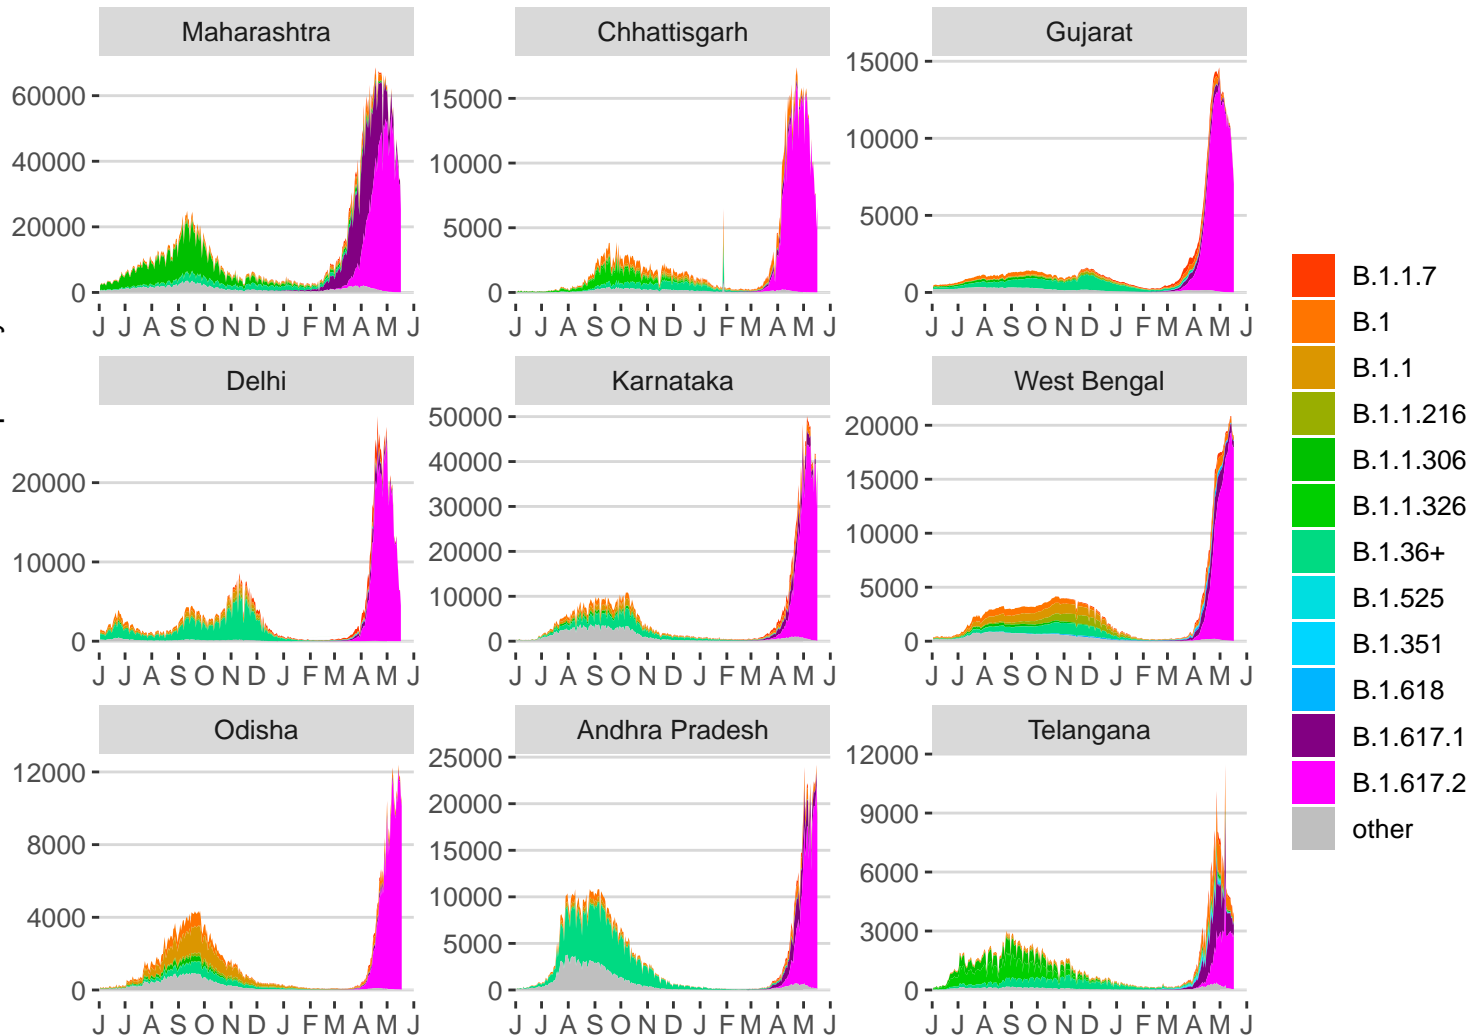 Maharashtra
Chhattisgarh
Gujarat
60000
40000
20000
0
J J A S O N D J F M A M J
15000
10000
5000
0
J J A S O N D J F M A M J
15000
10000
5000
0
J J A S O N D J F M A M J
Delhi
Karnataka
West Bengal
20000
10000
0
J J A S O N D J F M A M J
50000
40000
30000
20000
10000
0
J J A S O N D J F M A M J
20000
15000
10000
5000
0
J J A S O N D J F M A M J
Odisha
Andhra Pradesh
Telangana
12000
8000
4000
0
J J A S O N D J F M A M J
25000
20000
15000
10000
5000
0
J J A S O N D J F M A M J
12000
9000
6000
3000
0
J J A S O N D J F M A M J
B.1.1.7
B.1
B.1.1
B.1.1.216
B.1.1.306
B.1.1.326
B.1.36+
B.1.525
B.1.351
B.1.618
B.1.617.1
B.1.617.2
other